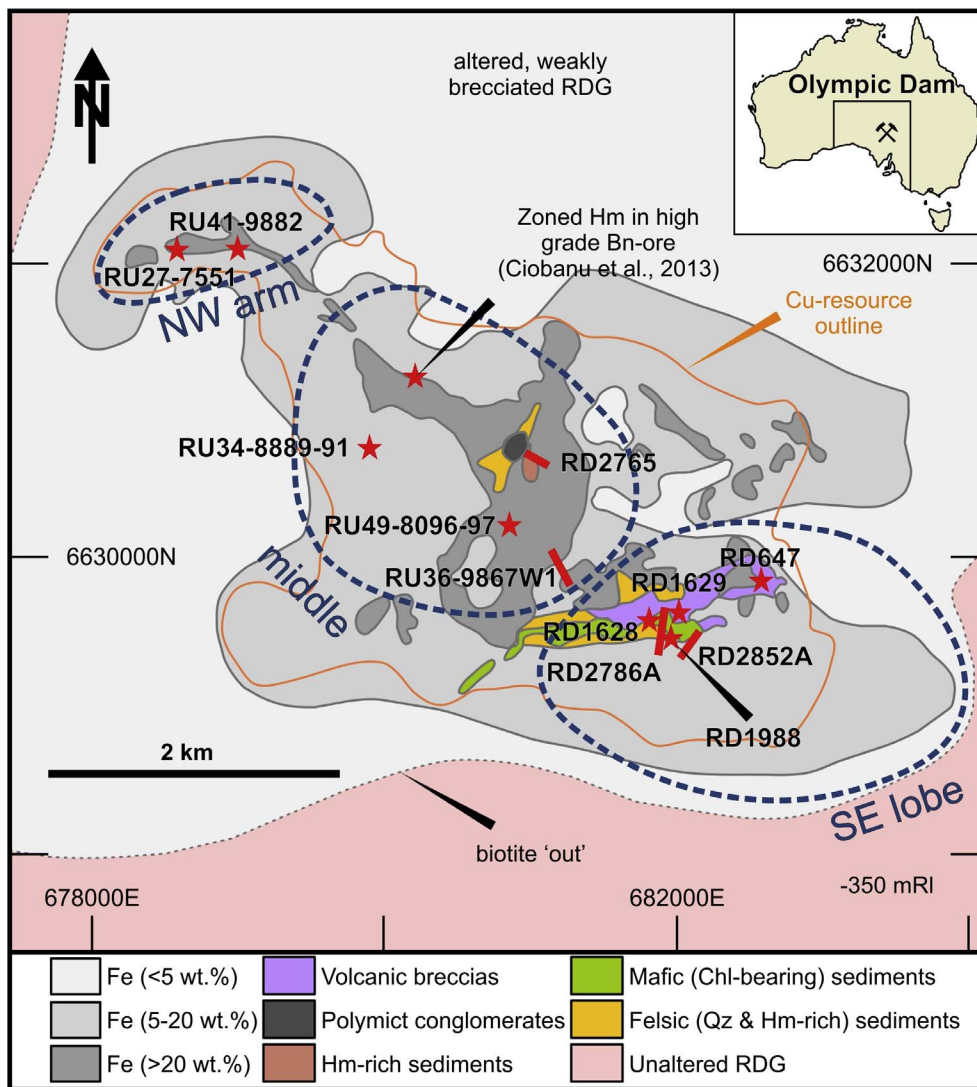 N
altered, weakly
brecciated RDG
Olympic Dam
RU41-9882
RU27-7551
NW arm
Zoned Hm in high
grade Bn-ore
(Ciobanu et al., 2013)
6632000N
Cu-resource
outline
RU34-8889-91
RD2765
RU49-8096-97
6630000N
middle
RU36-9867W1
RD647
RD1629
RD1628
RD2786A
RD2852A
RD1988
2 km
SE lobe
biotite ‘out’
-350 mRl
678000E
682000E
Fe (<5 wt.%)
Volcanic breccias
Mafic (Chl-bearing) sediments
Fe (5-20 wt.%)
Polymict conglomerates
Felsic (Qz & Hm-rich) sediments
Fe (>20 wt.%)
Hm-rich sediments
Unaltered RDG